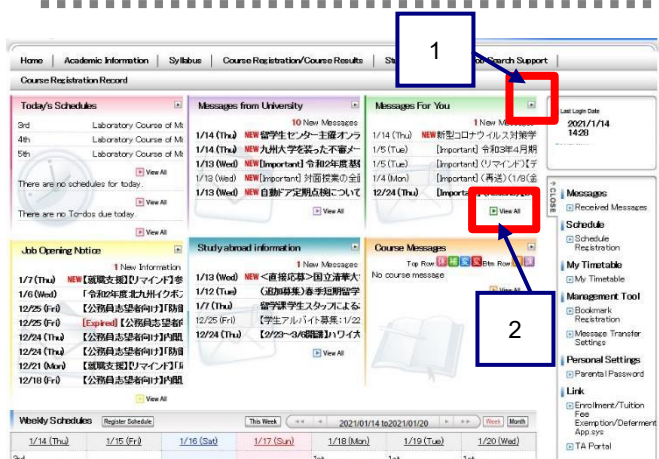 1
Home | Academic Information | Syllabus | Course Registration/Course Results | Search Support |
Course Registration Record
Today's Schedules
3rd Laboratory Course of
4th Laboratory Course of
5th Laboratory Course of
View All
There are no schedules for today.
View All
There are no To-dos due today.
View All
Messages from University
10 New Messages
1/14 (Thu) NEW 留学生センター主催オンラ
1/14 (Thu) NEW 九州大学を装った不審メー
1/13 (Wed) NEW [Important] 令和2年度
1/13 (Wed) NEW [Important] 対面授業の全
1/13 (Wed) NEW 自動ドア定期点検について
View All
Messages For You
1 New
1/14 (Thu) NEW 新型コロナウイルス対策学
1/5 (Tue) [Important] 令和3年4月期
1/5 (Tue) [Important] (リマインド)【デ
1/4 (Mon) [Important] (再送)(1/8(金
12/24 (Thu)
View All
Last Login Date
2021/1/14
14:28
CLOSE
Messages
Received Messages
Schedule
Schedule
Registration
My Timetable
My Timetable
Management Tool
Bookmark
Registration
Message Transfer
Settings
Personal Settings
Parental Password
Link
Enrollment/Tuition
Fee
Exemption/Deferment
App.sys
TA Portal
Job Opening Notice
1 New Information
1/7 (Thu) NEW 【就職支援】【リマインド】
1/6 (Wed) 「令和2年度北九州イクボ
12/25 (Fri) 【公務員志望者向け】「防衛
12/25 (Fri) [Expired] 【公務員志望者
12/24 (Thu) 【公務員志望者向け】内閣
12/24 (Thu) 【公務員志望者向け】「防衛
12/21 (Mon) 【就職支援】【リマインド】「
12/18 (Fri) 【公務員志望者向け】内閣
View All
Study abroad information
1 New Messages
1/13 (Wed) NEW <直接応募>国立清華大
1/12 (Tue) (追加募集)春季短期留学
1/7 (Thu) 留学課学生スタッフによる
12/25 (Fri) 【学生アルバイト募集:1/22
12/24 (Thu) 【2/23~3/6開講】ハワイ大
View All
Course Messages
Top Row 休 補 変 変 Btm Row
No course message
View All
2
Weekly Schedules Register Schedule This Week 2021/01/14 to2021/01/20 Week Month
1/14 (Thu) 1/15 (Fri) 1/16 (Sat) 1/17 (Sun) 1/18 (Mon) 1/19 (Tue) 1/20 (Wed)